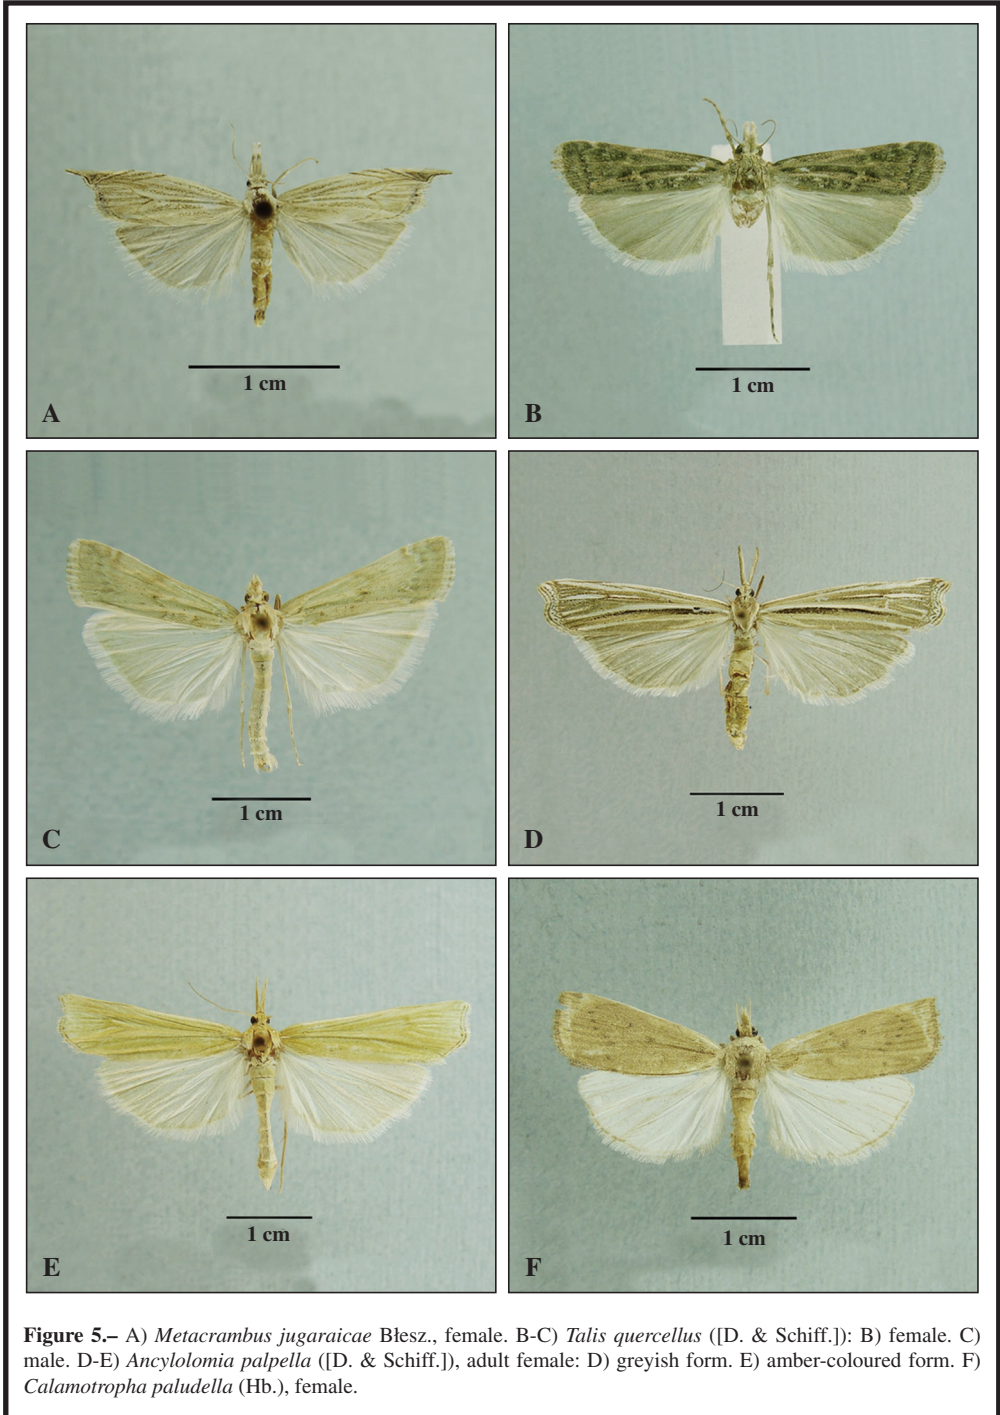 1 cm
A
1 cm
B
1 cm
C
1 cm
D
1 cm
E
1 cm
F
Figure 5.– A) Metacrambus jugaraicae Błesz., female. B-C) Talis quercellus ([D. & Schiff.]): B) female. C)
male. D-E) Ancylolomia palpella ([D. & Schiff.]), adult female: D) greyish form. E) amber-coloured form. F)
Calamotropha paludella (Hb.), female.